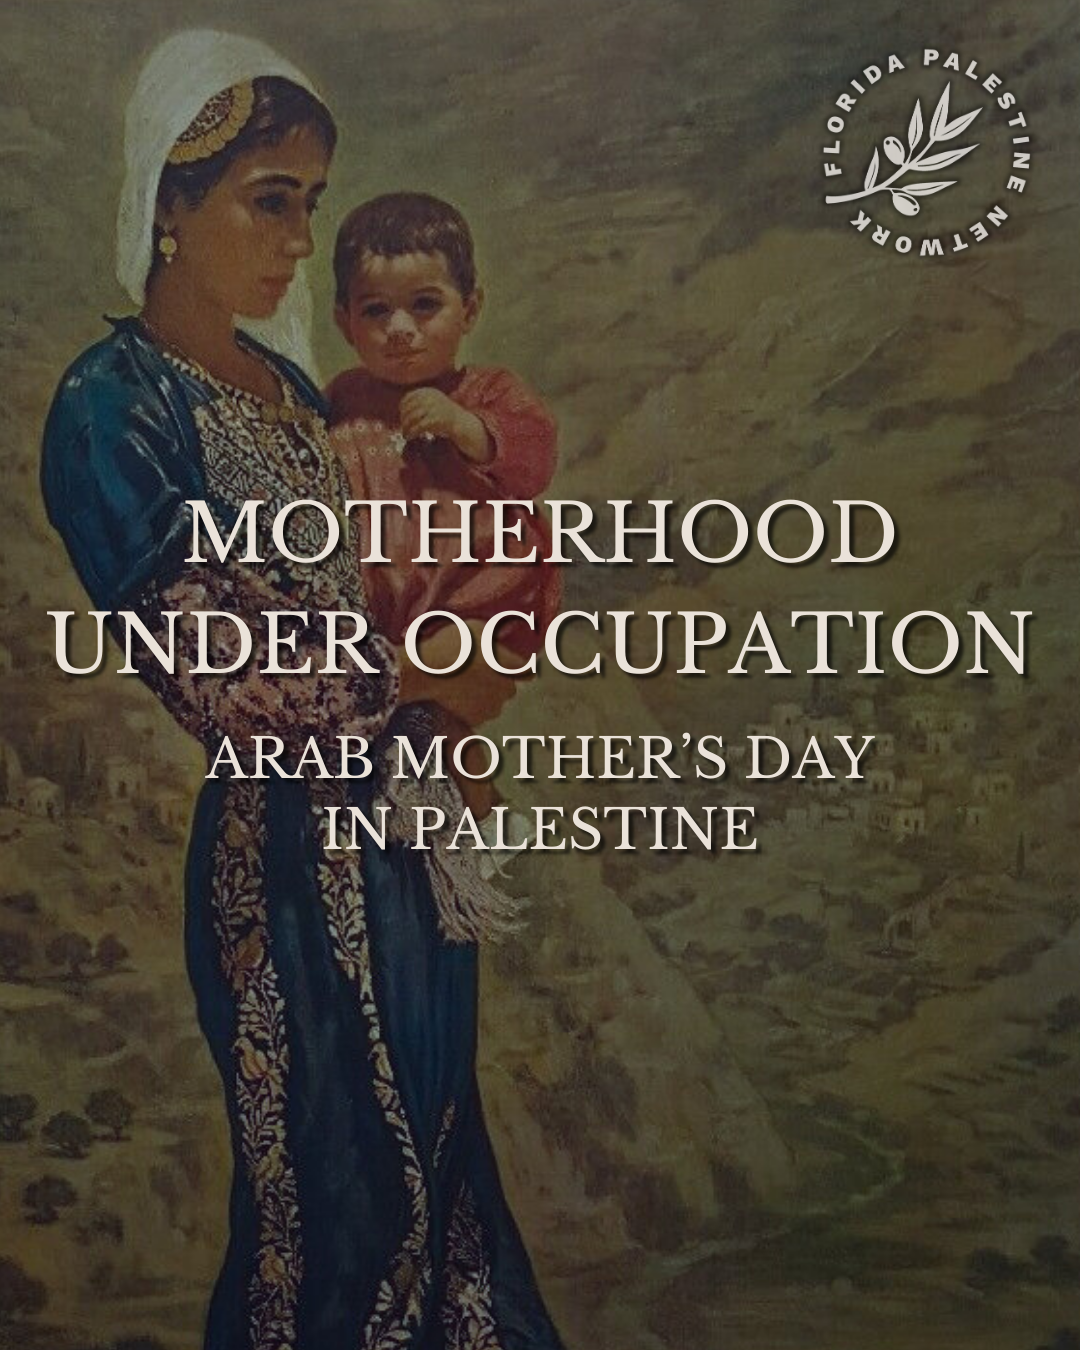 FLORIDA PALESTINE NETWORK
MOTHERHOOD
UNDER OCCUPATION
ARAB MOTHER’S DAY
IN PALESTINE